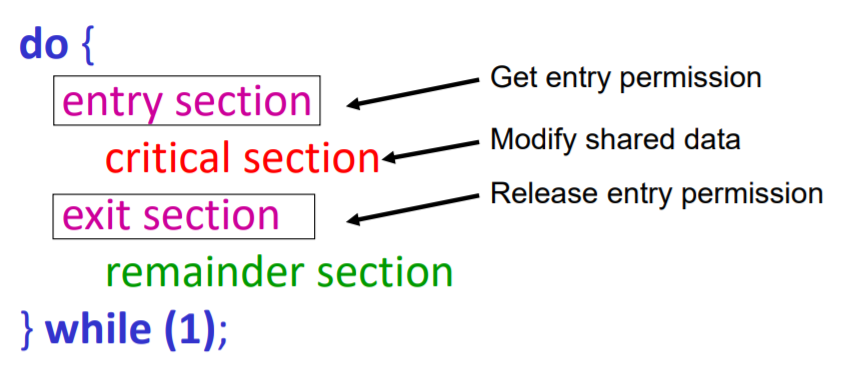 do {
entry section
Get entry permission
critical section
Modify shared data
exit section
Release entry permission
remainder section
} while (1);